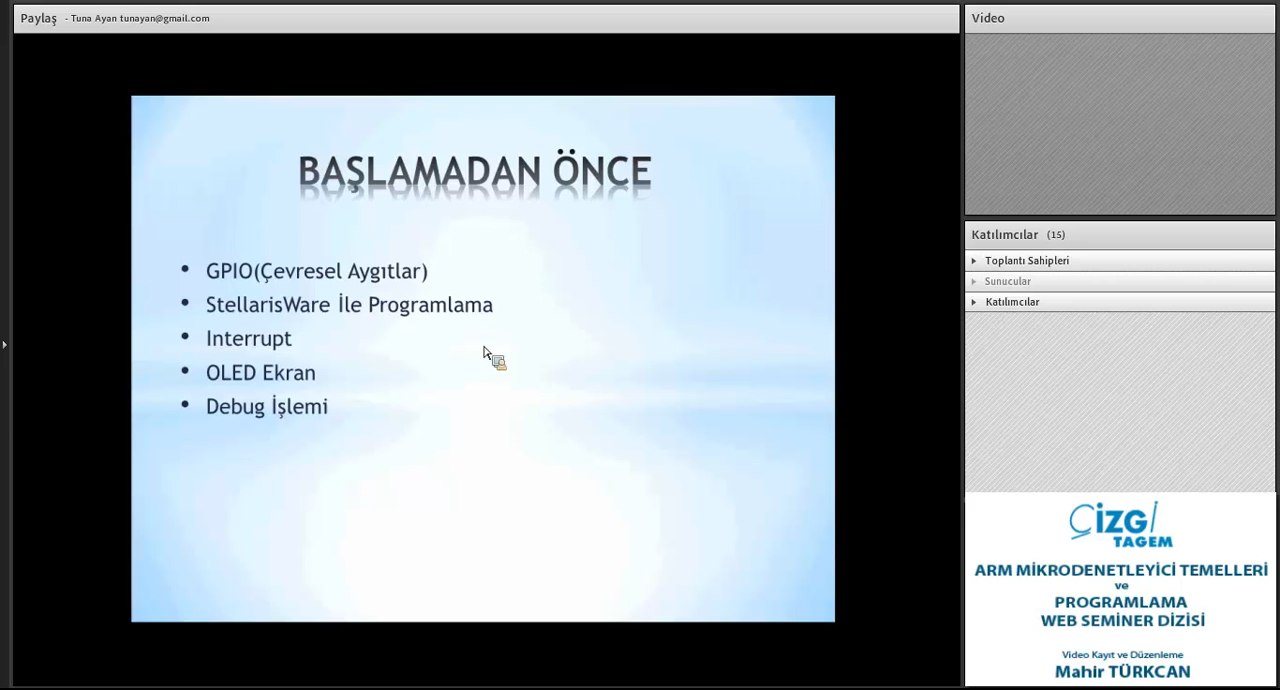 Paylaş - Tuna Ayan tunayan@gmail.com
BAŞLAMADAN ÖNCE
• GPIO(Çevresel Aygıtlar)
• StellarisWare İle Programlama
• Interrupt
• OLED Ekran
• Debug İşlemi
Video
Katılımcılar (15)
Toplantı Sahipleri
Sunucular
Katılımcılar
ÇİZGİ
TAGEM
ARM MİKRODENETLEYİCİ TEMELLERİ
ve
PROGRAMLAMA
WEB SEMİNER DİZİSİ
Video Kayıt ve Düzenleme
Mahir TÜRKCAN